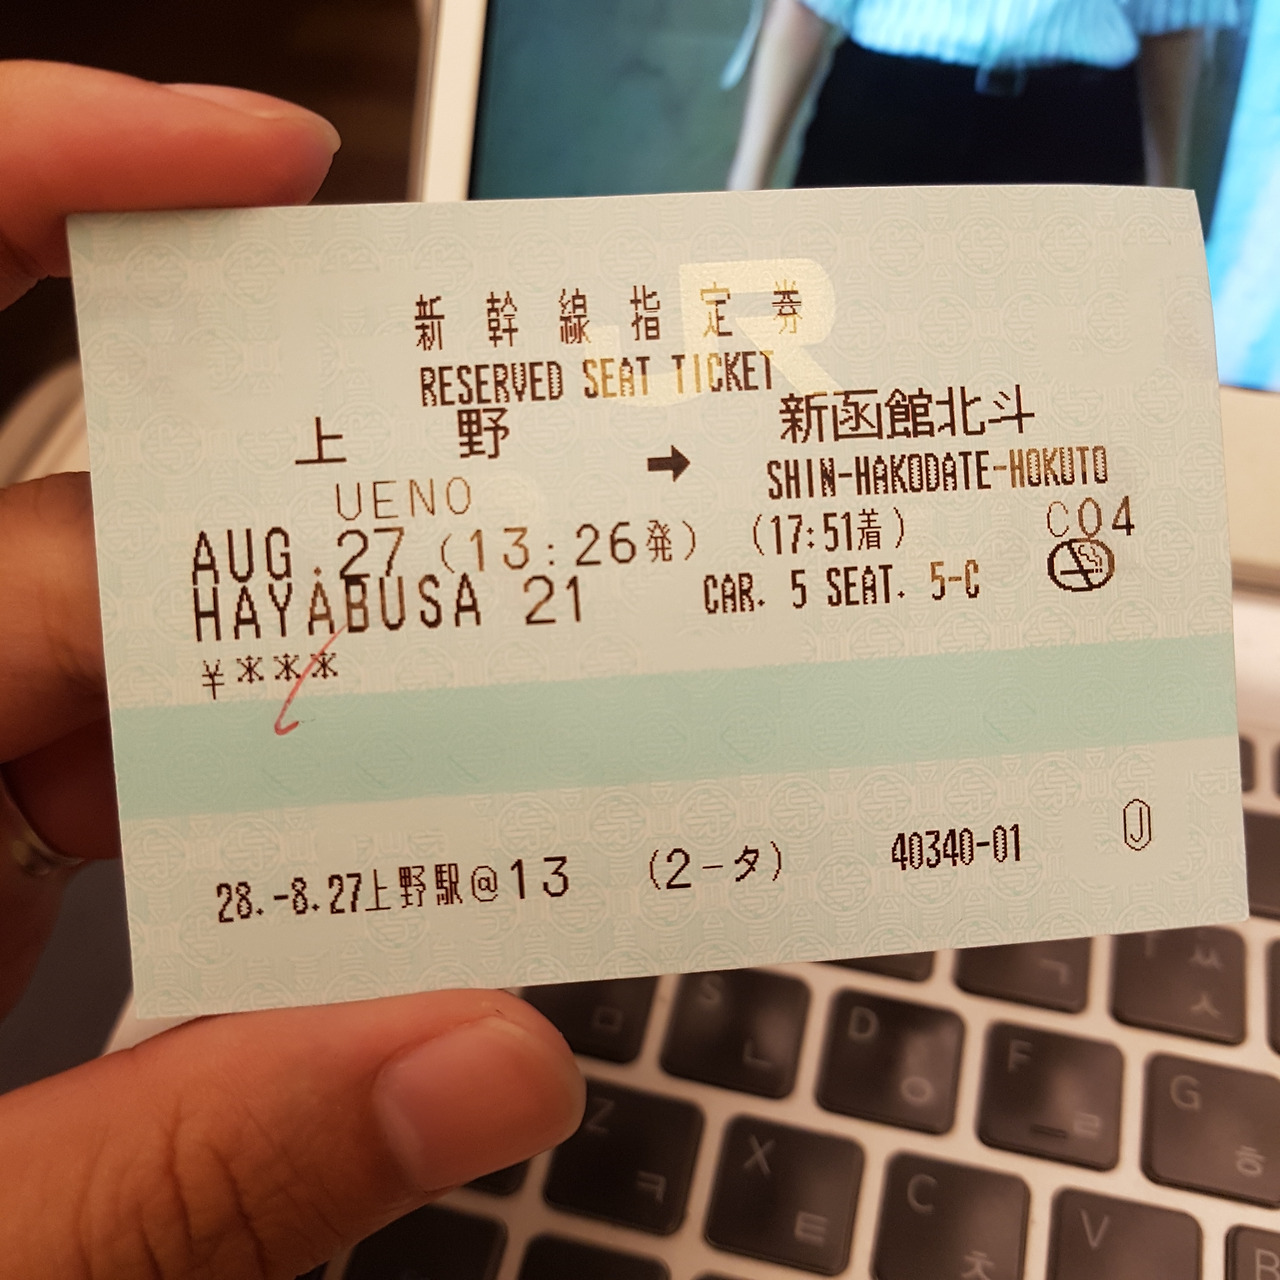 新幹線指定券
RESERVED SEAT TICKET
上野 ➡ 新函館北斗
UENO SHIN-HAKODATE-HOKUTO
AUG.27 (13:26発) (17:51着) C04
HAYABUSA 21 CAR. 5 SEAT. 5-C
¥***
28.-8.27上野駅@13 (2-タ) 40340-01 Ⓙ
JR
S ㄴ
D ㅇ
F ㄹ
G ㅎ
Z ㅋ
X ㅌ
C ㅊ
V
B